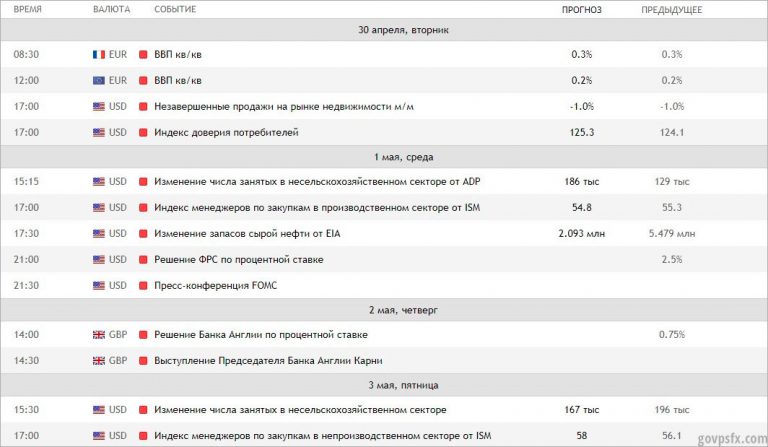 ВРЕМЯ ВАЛЮТА СОБЫТИЕ ПРОГНОЗ ПРЕДЫДУЩЕЕ
30 апреля, вторник
08:30 EUR ВВП кв/кв 0.3% 0.3%
12:00 EUR ВВП кв/кв 0.2% 0.2%
17:00 USD Незавершенные продажи на рынке недвижимости м/м -1.0% -1.0%
17:00 USD Индекс доверия потребителей 125.3 124.1
1 мая, среда
15:15 USD Изменение числа занятых в несельскохозяйственном секторе от ADP 186 тыс 129 тыс
17:00 USD Индекс менеджеров по закупкам в производственном секторе от ISM 54.8 55.3
17:30 USD Изменение запасов сырой нефти от EIA 2.093 млн 5.479 млн
21:00 USD Решение ФРС по процентной ставке 2.5%
21:30 USD Пресс-конференция FOMC
2 мая, четверг
14:00 GBP Решение Банка Англии по процентной ставке 0.75%
14:30 GBP Выступление Председателя Банка Англии Карни
3 мая, пятница
15:30 USD Изменение числа занятых в несельскохозяйственном секторе 167 тыс 196 тыс
17:00 USD Индекс менеджеров по закупкам в непроизводственном секторе от ISM 58 56.1
govpsfx.com